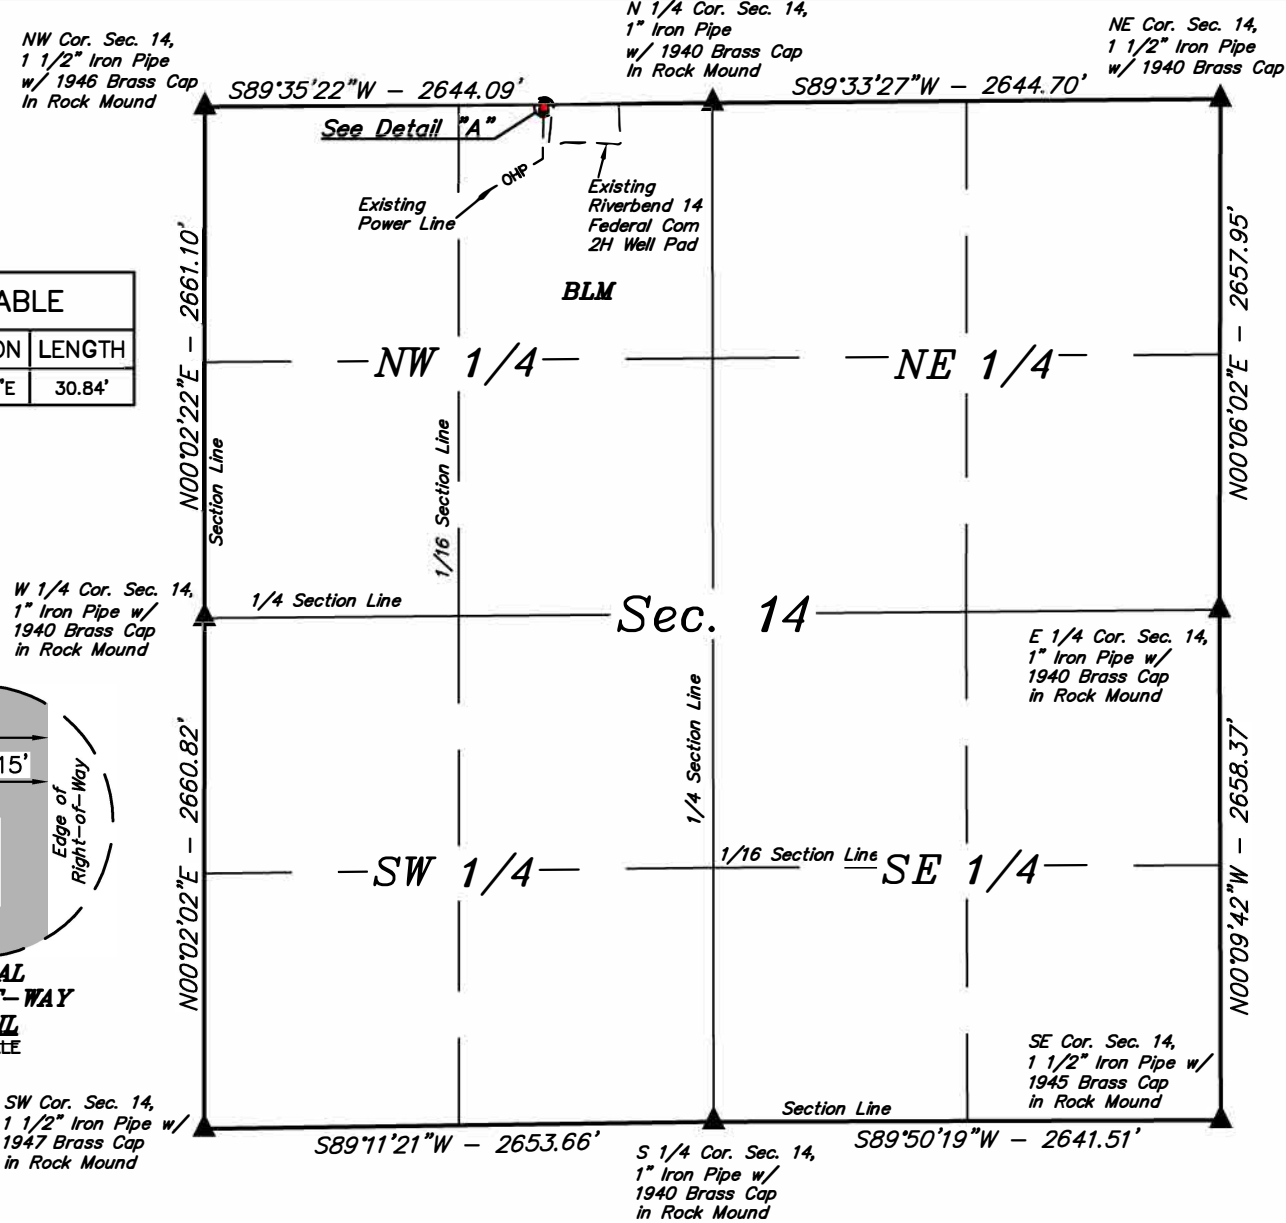 N 1/4 Cor. Sec. 14,
1" Iron Pipe
w/ 1940 Brass Cap
In Rock Mound
NE Cor. Sec. 14,
1 1/2" Iron Pipe
w/ 1940 Brass Cap
NW Cor. Sec. 14,
1 1/2" Iron Pipe
w/ 1946 Brass Cap
In Rock Mound
S89°35'22"W - 2644.09'
S89°33'27"W - 2644.70'
See Detail "A"
OHP
Existing
Power Line
Existing
Riverbend 14
Federal Com
2H Well Pad
BLM
N00°02'22"E - 2661.10'
N00°06'02"E - 2657.95'
ABLE
ON LENGTH
"E 30.84'
NW 1/4
NE 1/4
Section Line
1/16 Section Line
W 1/4 Cor. Sec. 14,
1" Iron Pipe w/
1940 Brass Cap
in Rock Mound
1/4 Section Line
Sec. 14
E 1/4 Cor. Sec. 14,
1" Iron Pipe w/
1940 Brass Cap
in Rock Mound
1/4 Section Line
15'
Edge of
Right-of-Way
N00°02'02"E - 2660.82'
N00°09'42"W - 2658.37'
1/16 Section Line
SW 1/4
SE 1/4
AL
F-WAY
IL
LE
SW Cor. Sec. 14,
1 1/2" Iron Pipe w/
1947 Brass Cap
in Rock Mound
SE Cor. Sec. 14,
1 1/2" Iron Pipe w/
1945 Brass Cap
in Rock Mound
Section Line
S89°11'21"W - 2653.66'
S89°50'19"W - 2641.51'
S 1/4 Cor. Sec. 14,
1" Iron Pipe w/
1940 Brass Cap
in Rock Mound